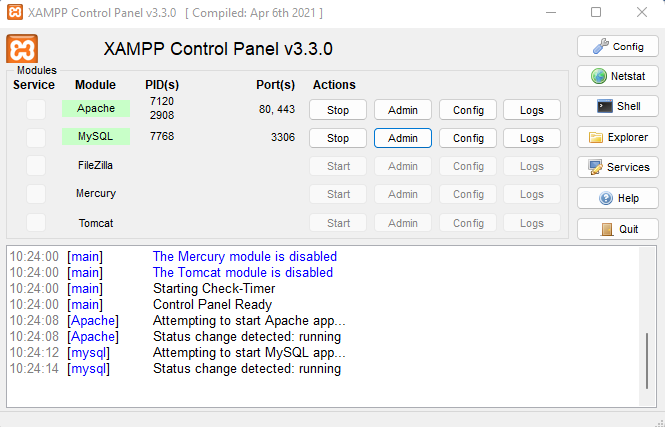 XAMPP Control Panel v3.3.0 [ Compiled: Apr 6th 2021 ]
XAMPP Control Panel v3.3.0
Config
Modules
Service Module PID(s) Port(s) Actions
Netstat
Apache 7120 2908 80, 443 Stop Admin Config Logs
Shell
MySQL 7768 3306 Stop Admin Config Logs
Explorer
FileZilla Start Admin Config Logs
Services
Mercury Start Admin Config Logs
Help
Tomcat Start Admin Config Logs
Quit
10:24:00 [main] The Mercury module is disabled
10:24:00 [main] The Tomcat module is disabled
10:24:00 [main] Starting Check-Timer
10:24:00 [main] Control Panel Ready
10:24:08 [Apache] Attempting to start Apache app...
10:24:08 [Apache] Status change detected: running
10:24:12 [mysql] Attempting to start MySQL app...
10:24:14 [mysql] Status change detected: running